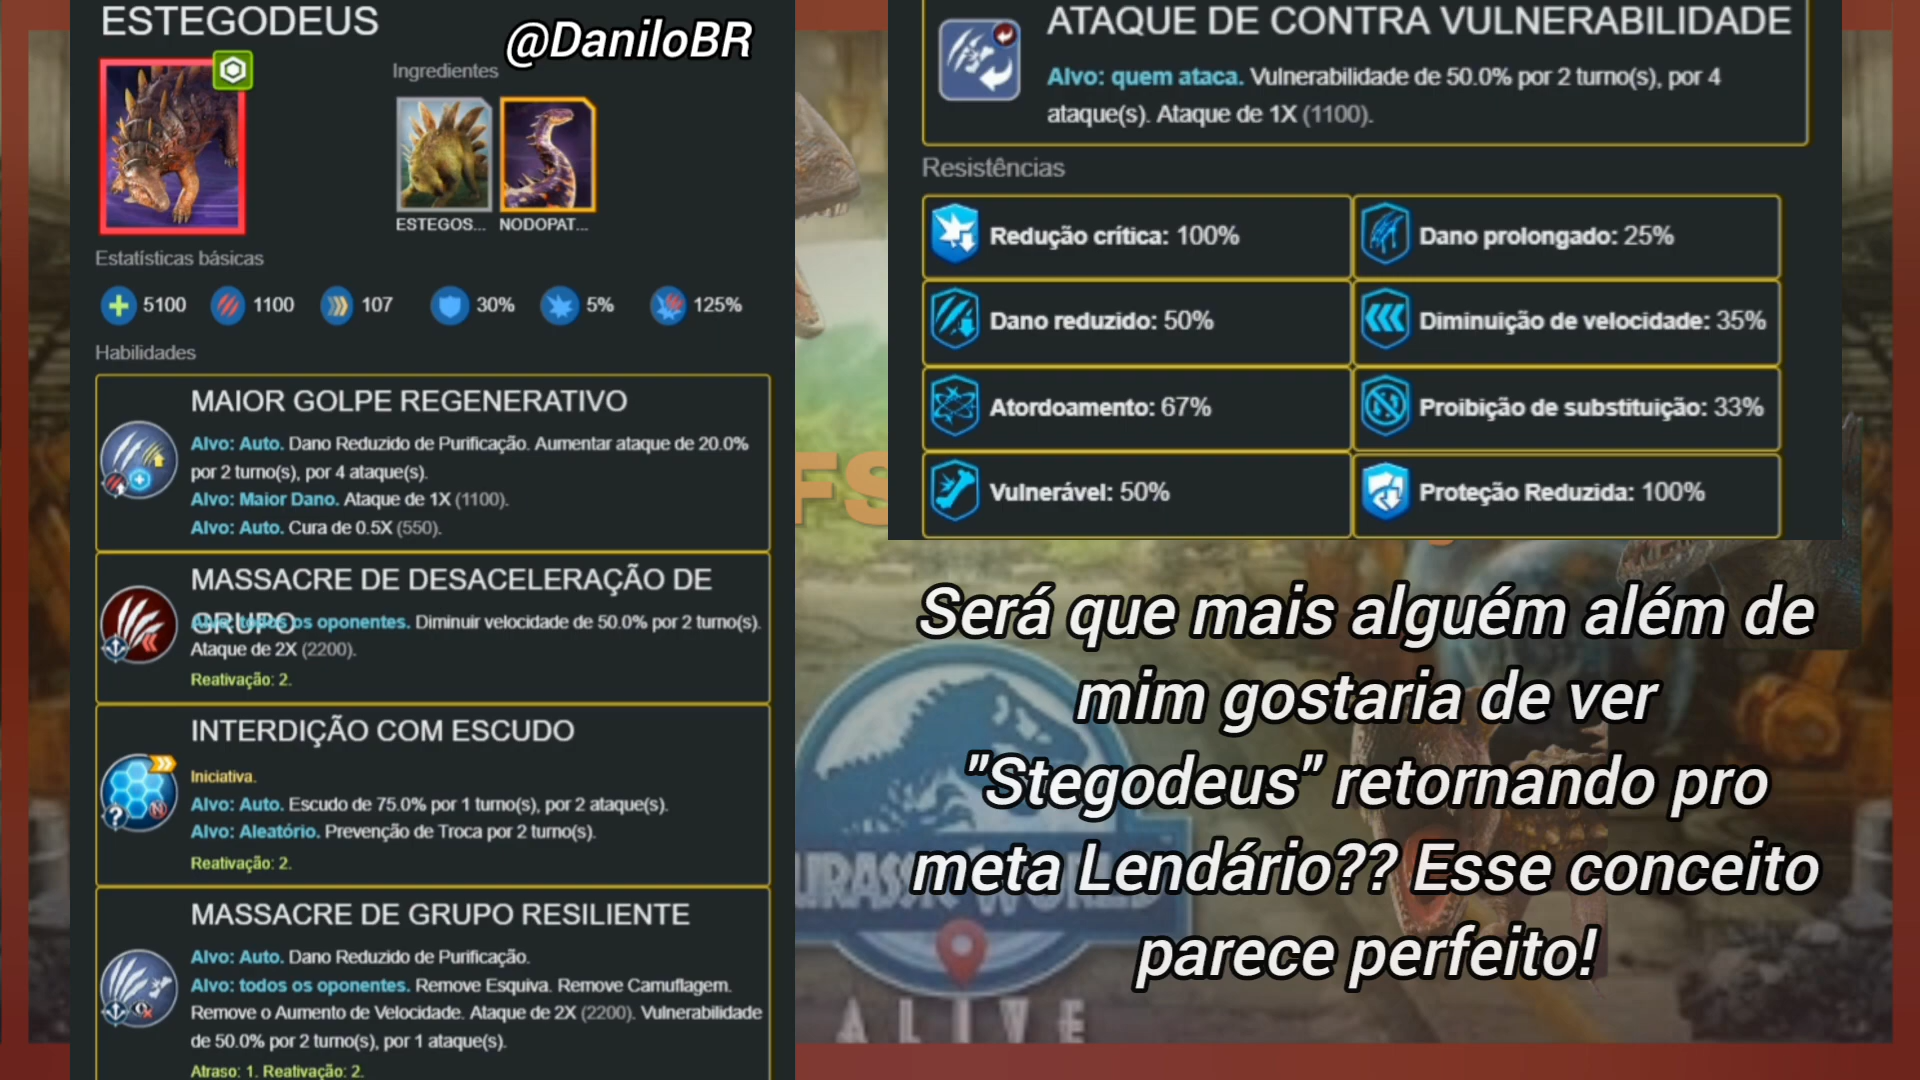 ESTEGODEUS
@DaniloBR
Ingredientes
ESTEGOS...
NODOPAT...
Estatísticas básicas
5100
1100
107
30%
5%
125%
Habilidades
MAIOR GOLPE REGENERATIVO
Alvo: Auto. Dano Reduzido de Purificação. Aumentar ataque de 20.0%
por 2 turno(s), por 4 ataque(s).
Alvo: Maior Dano. Ataque de 1X (1100).
Alvo: Auto. Cura de 0.5X (550).
MASSACRE DE DESACELERAÇÃO DE
GRUPO
Alvo: todos os oponentes. Diminuir velocidade de 50.0% por 2 turno(s).
Ataque de 2X (2200).
Reativação: 2.
INTERDIÇÃO COM ESCUDO
Iniciativa.
Alvo: Auto. Escudo de 75.0% por 1 turno(s), por 2 ataque(s).
Alvo: Aleatório. Prevenção de Troca por 2 turno(s).
Reativação: 2.
MASSACRE DE GRUPO RESILIENTE
Alvo: Auto. Dano Reduzido de Purificação.
Alvo: todos os oponentes. Remove Esquiva. Remove Camuflagem.
Remove o Aumento de Velocidade. Ataque de 2X (2200). Vulnerabilidade
de 50.0% por 2 turno(s), por 1 ataque(s).
Atraso: 1. Reativação: 2.
ATAQUE DE CONTRA VULNERABILIDADE
Alvo: quem ataca. Vulnerabilidade de 50.0% por 2 turno(s), por 4
ataque(s). Ataque de 1X (1100).
Resistências
Redução crítica: 100%
Dano prolongado: 25%
Dano reduzido: 50%
Diminuição de velocidade: 35%
Atordoamento: 67%
Proibição de substituição: 33%
Vulnerável: 50%
Proteção Reduzida: 100%
FS
Será que mais alguém além de
mim gostaria de ver
"Stegodeus" retornando pro
meta Lendário?? Esse conceito
parece perfeito!
JURASSIC WORLD
ALIVE